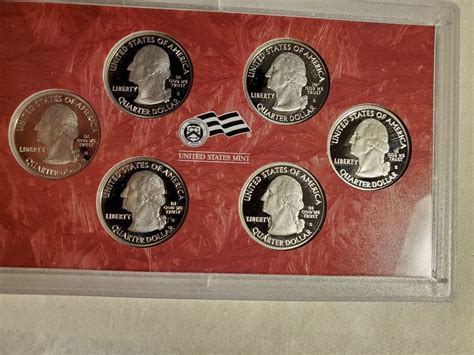 UNITED STATES OF AMERICA
LIBERTY
IN
GOD WE
TRUST
S
QUARTER DOLLAR
UNITED STATES OF AMERICA
LIBERTY
IN
GOD WE
TRUST
S
QUARTER DOLLAR
UNITED STATES OF AMERICA
QUARTER DOLLAR
UNITED STATES MINT
UNITED STATES OF AMERICA
LIBERTY
IN
GOD WE
TRUST
QUARTER DOLLAR
UNITED STATES OF AMERICA
LIBERTY
IN
GOD WE
TRUST
QUARTER DOLLAR
UNITED STATES OF AMERICA
LIBERTY
IN
GOD WE
TRUST
QUARTER DOLLAR